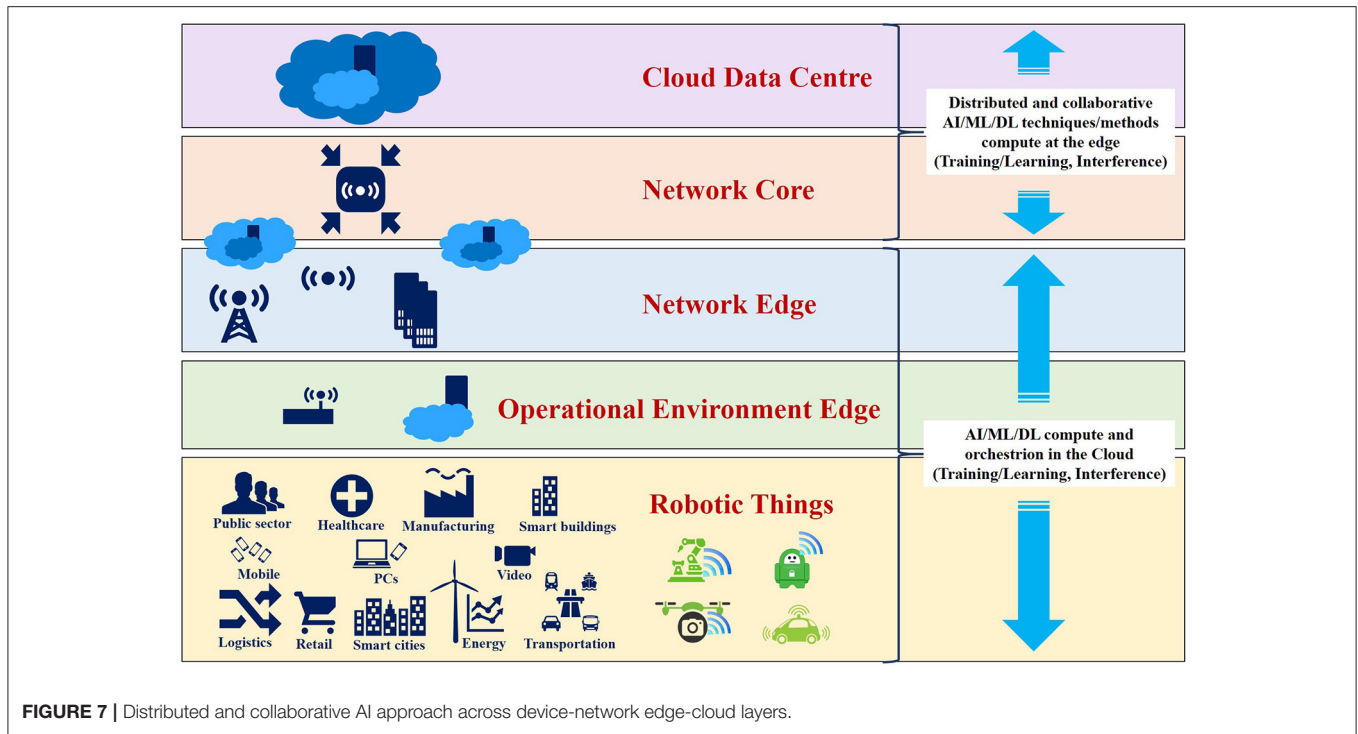 Cloud Data Centre
Distributed and collaborative
AI/ML/DL techniques/methods
compute at the edge
(Training/Learning, Interference)
Network Core
Network Edge
Operational Environment Edge
AI/ML/DL compute and
orchestrion in the Cloud
(Training/Learning, Interference)
Robotic Things
Public sector
Healthcare
Manufacturing
Smart buildings
Mobile
PCs
Video
Logistics
Retail
Smart cities
Energy
Transportation
FIGURE 7 | Distributed and collaborative AI approach across device-network edge-cloud layers.